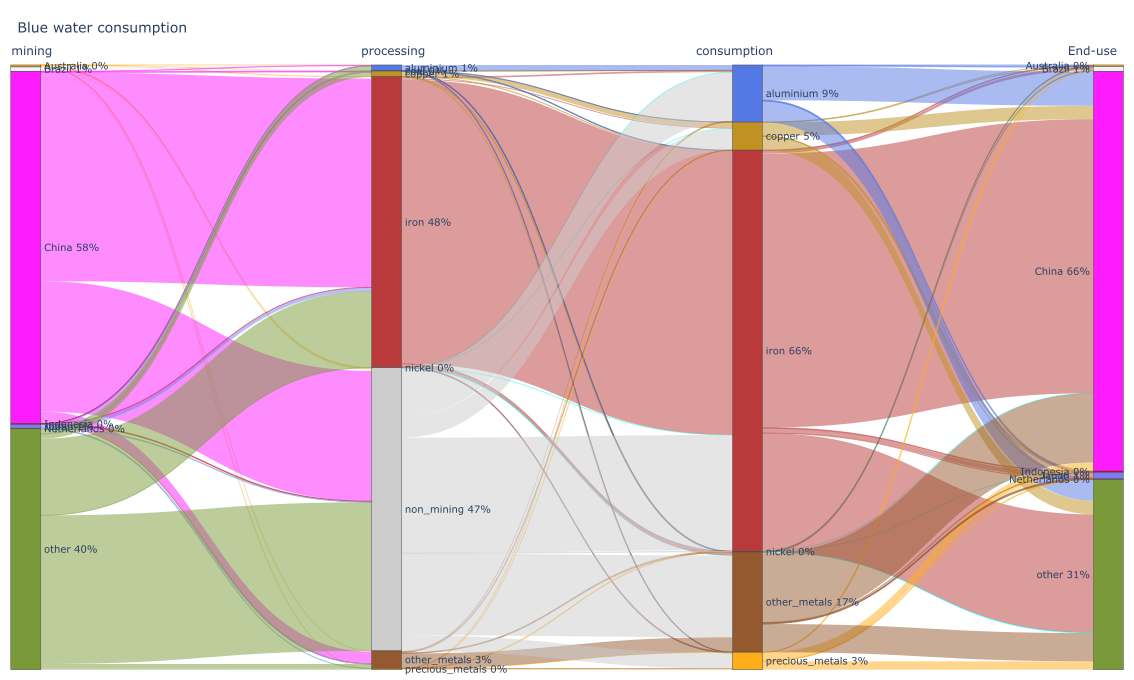 Blue water consumption
mining
processing
consumption
End-use
Australia 0%
Brazil 1%
China 58%
Indonesia 0%
Netherlands 0%
other 40%
aluminium 1%
copper 1%
iron 48%
nickel 0%
non_mining 47%
other_metals 3%
precious_metals 0%
aluminium 9%
copper 5%
iron 66%
nickel 0%
other_metals 17%
precious_metals 3%
Australia 0%
Brazil 1%
China 66%
Indonesia 0%
Japan 1%
Netherlands 0%
other 31%